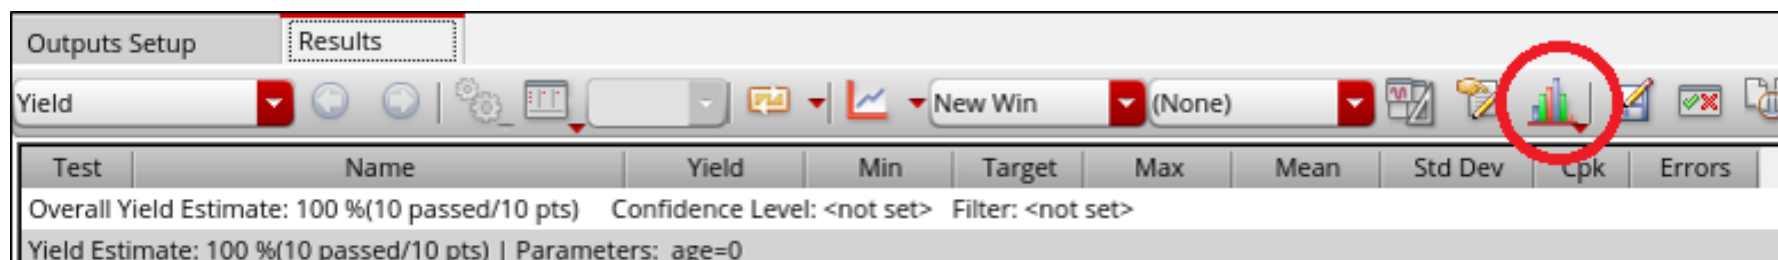 Outputs Setup Results
Yield New Win (None)
Test Name Yield Min Target Max Mean Std Dev Cpk Errors
Overall Yield Estimate: 100 %(10 passed/10 pts) Confidence Level: <not set> Filter: <not set>
Yield Estimate: 100 %(10 passed/10 pts) | Parameters: age=0